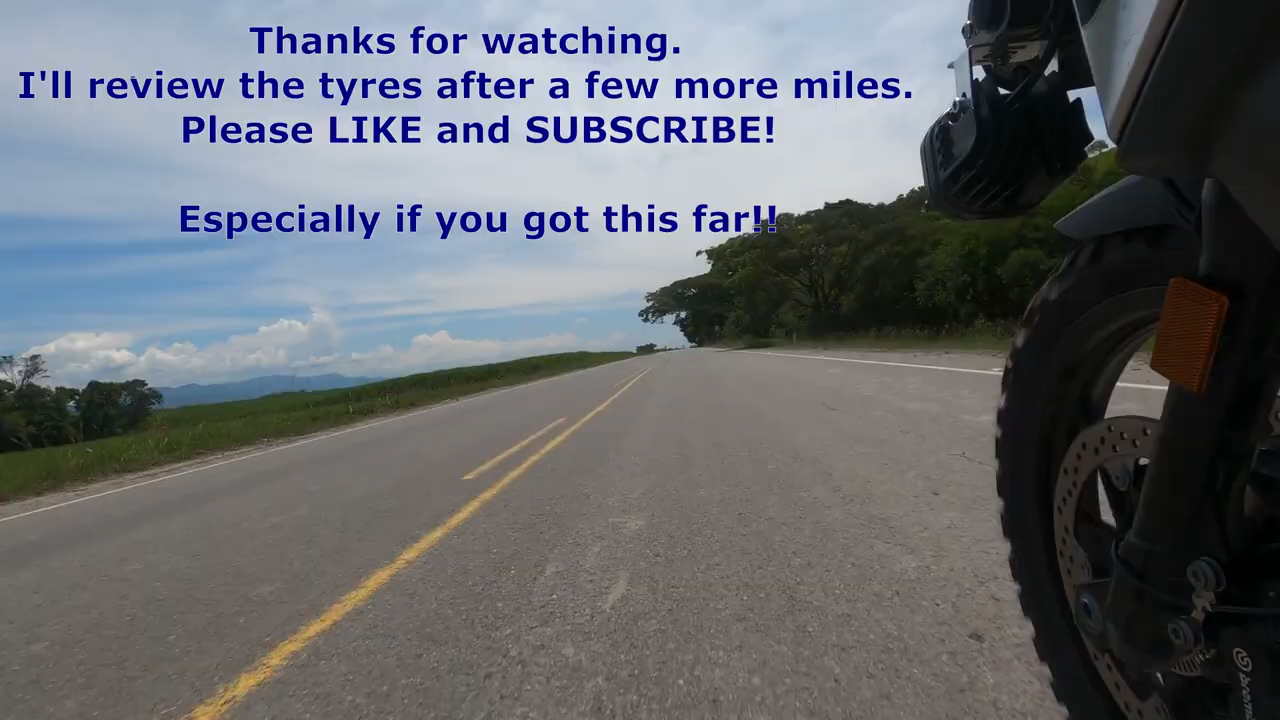 Thanks for watching.
I'll review the tyres after a few more miles.
Please LIKE and SUBSCRIBE!
Especially if you got this far!!